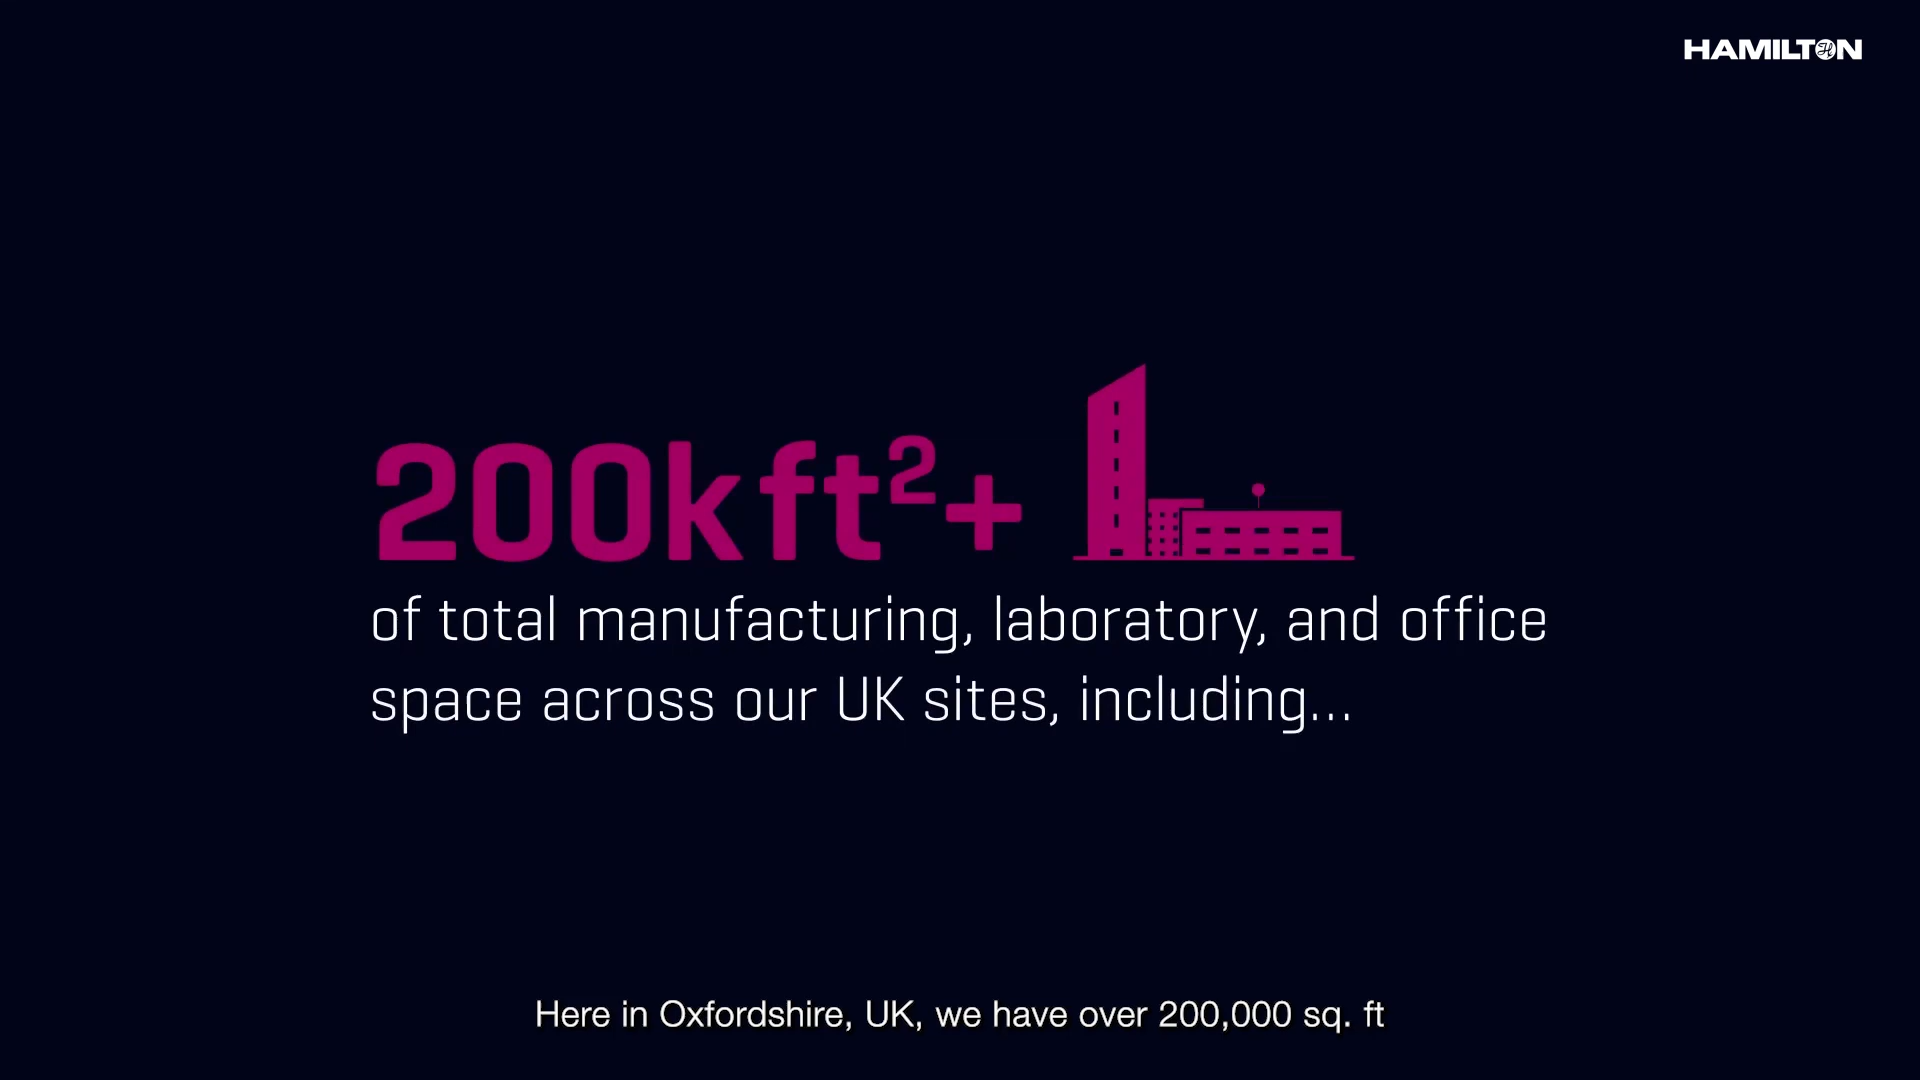 HAMILTON
200kft²+
of total manufacturing, laboratory, and office
space across our UK sites, including...
Here in Oxfordshire, UK, we have over 200,000 sq. ft